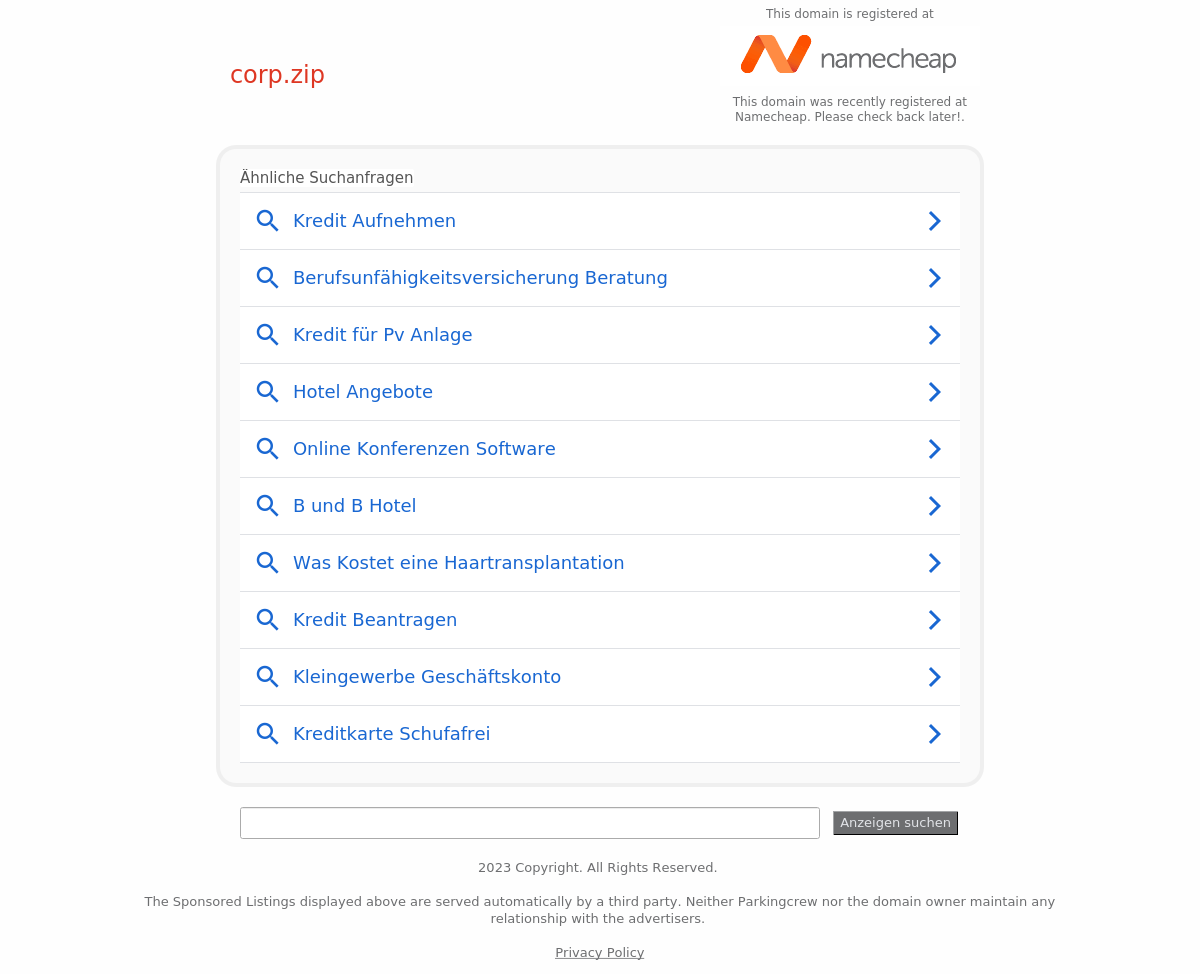 This domain is registered at
namecheap
corp.zip
This domain was recently registered at
Namecheap. Please check back later!.
Ähnliche Suchanfragen
Kredit Aufnehmen
Berufsunfähigkeitsversicherung Beratung
Kredit für Pv Anlage
Hotel Angebote
Online Konferenzen Software
B und B Hotel
Was Kostet eine Haartransplantation
Kredit Beantragen
Kleingewerbe Geschäftskonto
Kreditkarte Schufafrei
Anzeigen suchen
2023 Copyright. All Rights Reserved.
The Sponsored Listings displayed above are served automatically by a third party. Neither Parkingcrew nor the domain owner maintain any
relationship with the advertisers.
Privacy Policy